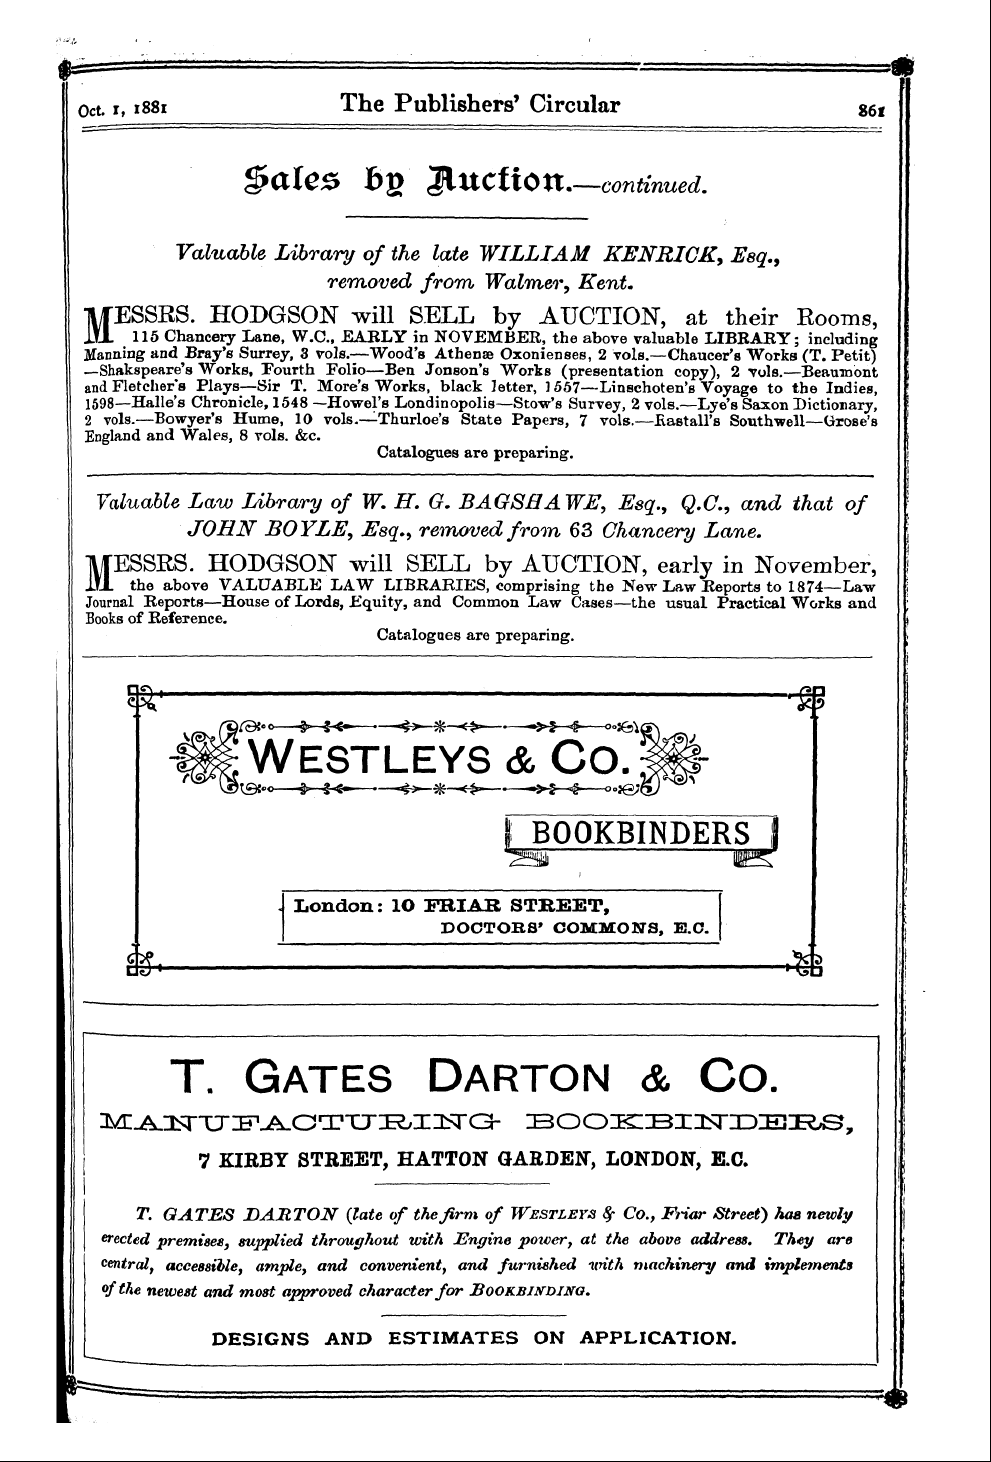 Oct. 1, 1881 The Publishers' Circular 861
Sales by Auction.—continued.
Valuable Library of the late WILLIAM KENRICK, Esq.,
removed from Walmer, Kent.
MESSRS. HODGSON will SELL by AUCTION, at their Rooms,
115 Chancery Lane, W.C., EARLY in NOVEMBER, the above valuable LIBRARY; including
Manning and Bray's Surrey, 3 vols.—Wood's Athenæ Oxonienses, 2 vols.—Chaucer's Works (T. Petit)
—Shakspeare's Works, Fourth Folio—Ben Jonson's Works (presentation copy), 2 vols.—Beaumont
and Fletcher's Plays—Sir T. More's Works, black letter, 1557—Linschoten's Voyage to the Indies,
1598—Halle's Chronicle, 1548—Howel's Londinopolis—Stow's Survey, 2 vols.—Lye's Saxon Dictionary,
2 vols.—Bowyer's Hume, 10 vols.—Thurloe's State Papers, 7 vols.—Rastall's Southwell—Grose's
England and Wales, 8 vols. &c.
Catalogues are preparing.
Valuable Law Library of W. H. G. BAGSHAWE, Esq., Q.C., and that of
JOHN BOYLE, Esq., removed from 63 Chancery Lane.
MESSRS. HODGSON will SELL by AUCTION, early in November,
the above VALUABLE LAW LIBRARIES, comprising the New Law Reports to 1874—Law
Journal Reports—House of Lords, Equity, and Common Law Cases—the usual Practical Works and
Books of Reference.
Catalogues are preparing.
WESTLEYS & CO.
BOOKBINDERS
London: 10 FRIAR STREET,
DOCTORS' COMMONS, E.C.
T. GATES DARTON & CO.
MANUFACTURING BOOKBINDERS,
7 KIRBY STREET, HATTON GARDEN, LONDON, E.C.
T. GATES DARTON (late of the firm of WESTLEYS & Co., Friar Street) has newly
erected premises, supplied throughout with Engine power, at the above address. They are
central, accessible, ample, and convenient, and furnished with machinery and implements
of the newest and most approved character for BOOKBINDING.
DESIGNS AND ESTIMATES ON APPLICATION.